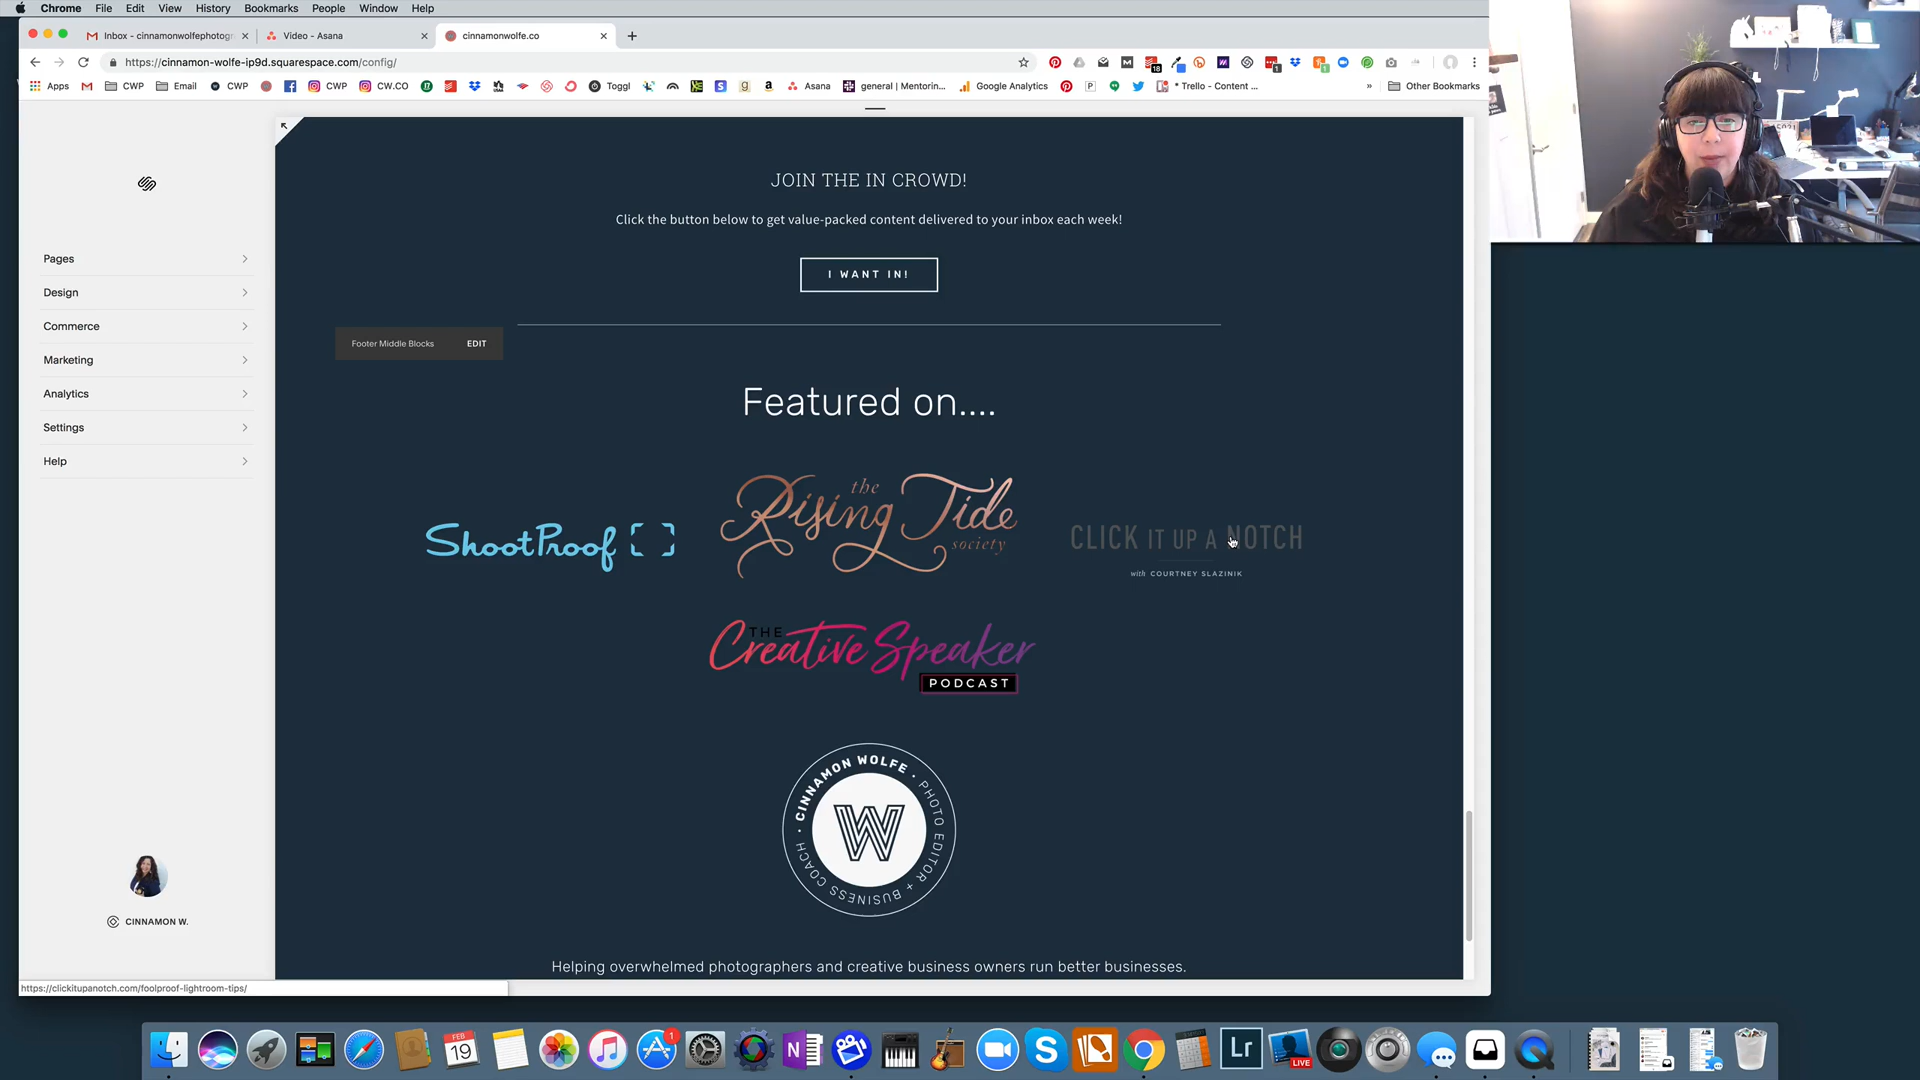 Chrome File Edit View History Bookmarks People Window Help
Inbox - cinnamonwolfephotogr
Video - Asana
cinnamonwolfe.co
https://cinnamon-wolfe-ip9d.squarespace.com/config/
Apps
CWP
Email
CWP
CWP
CW.CO
Toggl
Asana
general | Mentorin...
Google Analytics
* Trello - Content ...
»
Other Bookmarks
JOIN THE IN CROWD!
Click the button below to get value-packed content delivered to your inbox each week!
I WANT IN!
Pages
Design
Commerce
Marketing
Analytics
Settings
Help
Footer Middle Blocks EDIT
Featured on....
ShootProof
the
Rising Tide
society
CLICK IT UP A NOTCH
with COURTNEY SLAZINIK
THE
Creative Speaker
PODCAST
CINNAMON WOLFE • PHOTO EDITOR + BUSINESS COACH •
W
CINNAMON W.
Helping overwhelmed photographers and creative business owners run better businesses.
https://clickitupanotch.com/foolproof-lightroom-tips/
FEB
19
1
N
S
Lr
LIVE